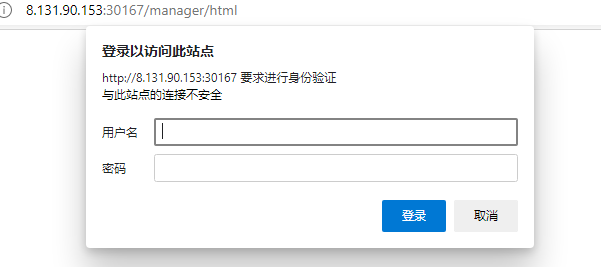 8.131.90.153:30167/manager/html
登录以访问此站点
http://8.131.90.153:30167 要求进行身份验证
与此站点的连接不安全
用户名
密码
登录 取消